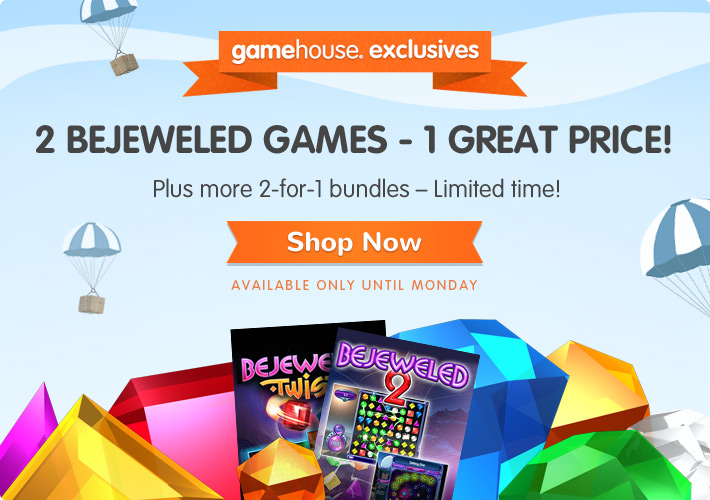 gamehouse. exclusives
2 BEJEWELED GAMES - 1 GREAT PRICE!
Plus more 2-for-1 bundles – Limited time!
Shop Now
AVAILABLE ONLY UNTIL MONDAY
BEJEWELED
2